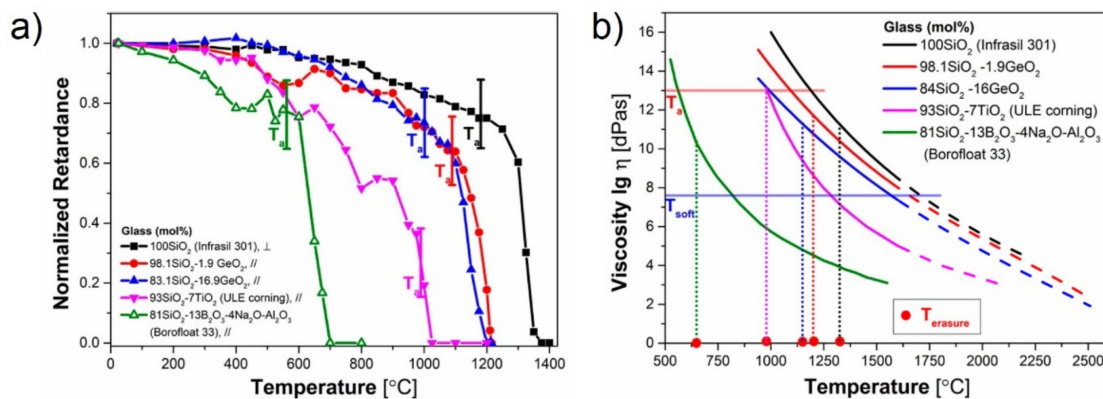 a)
Normalized Retardance
1.0
0.8
0.6
0.4
0.2
0.0
Ta
Ta
Ta
Ta
Ta
Glass (mol%)
100SiO₂ (Infrasil 301), ⊥
98.1SiO₂-1.9 GeO₂, //
83.1SiO₂-16.9GeO₂, //
93SiO₂-7TiO₂ (ULE corning), //
81SiO₂-13B₂O₃-4Na₂O-Al₂O₃
(Borofloat 33), //
0 200 400 600 800 1000 1200 1400
Temperature [°C]
b)
Viscosity lg η [dPas]
16
14
12
10
8
6
4
2
0
Glass (mol%)
100SiO₂ (Infrasil 301)
98.1SiO₂ -1.9GeO₂
84SiO₂ -16GeO₂
93SiO₂-7TiO₂ (ULE corning)
81SiO₂-13B₂O₃-4Na₂O-Al₂O₃
(Borofloat 33)
Ta
Tsoft
Terasure
500 750 1000 1250 1500 1750 2000 2250 2500
Temperature [°C]